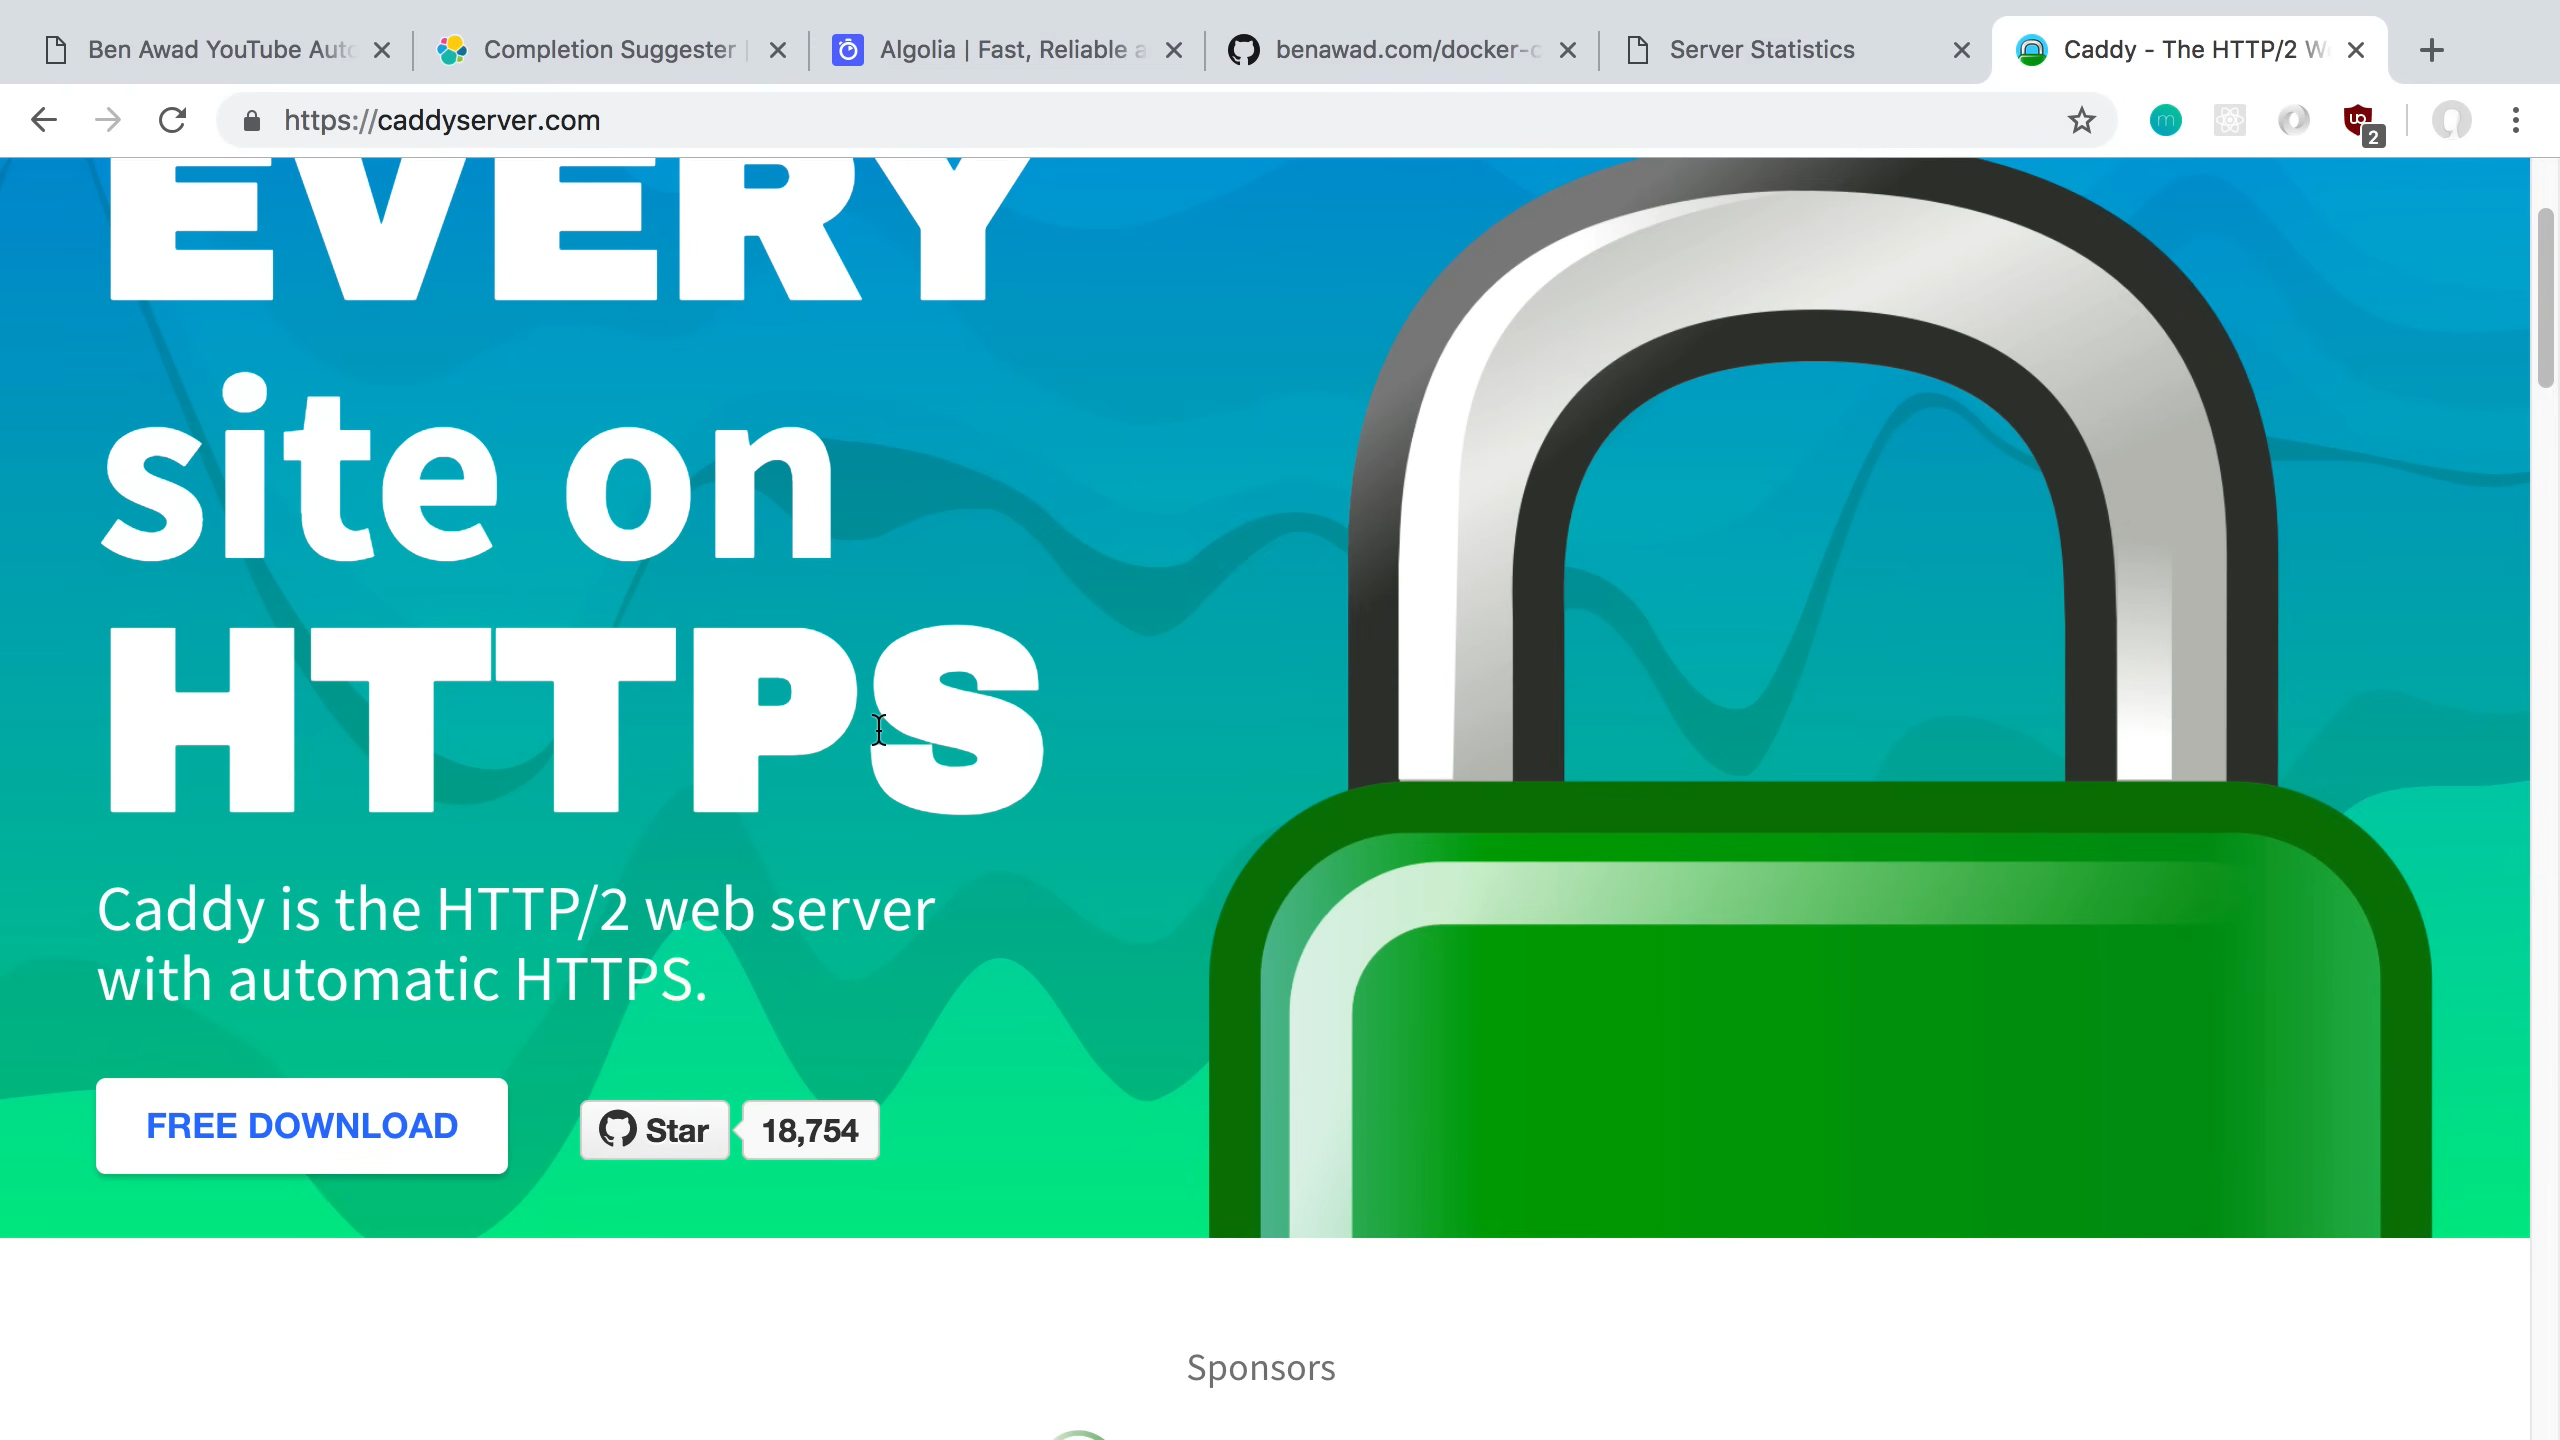 Ben Awad YouTube Auto
Completion Suggester |
Algolia | Fast, Reliable a
benawad.com/docker-c
Server Statistics
Caddy - The HTTP/2 W
https://caddyserver.com
2
EVERY
site on
HTTPS
Caddy is the HTTP/2 web server
with automatic HTTPS.
FREE DOWNLOAD
Star
18,754
Sponsors